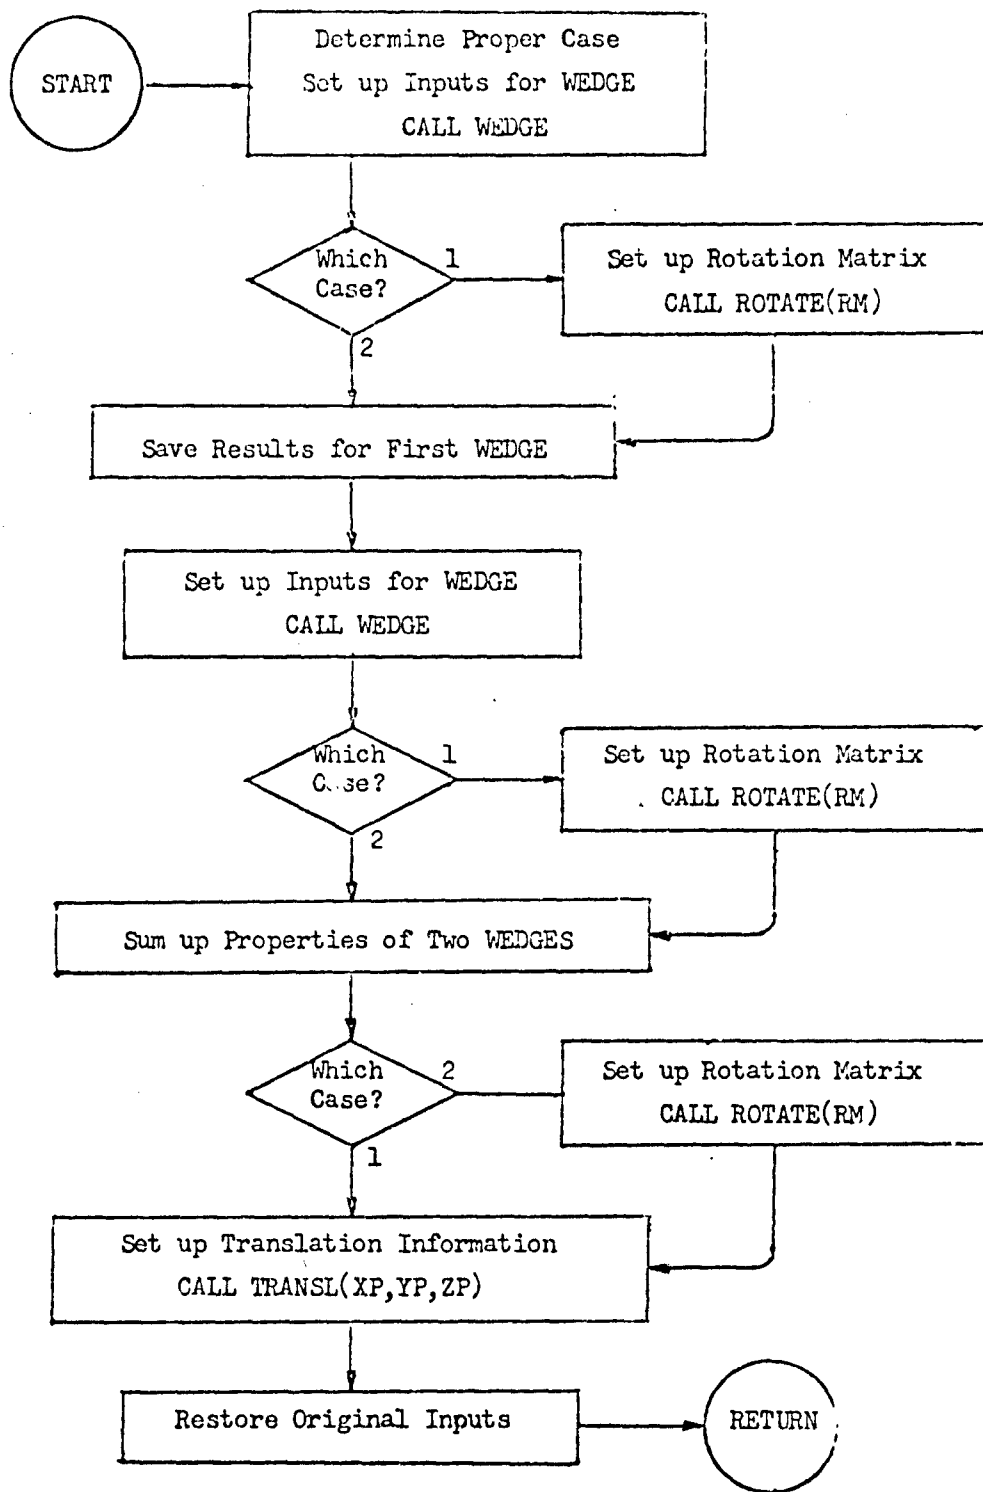 START
Determine Proper Case
Set up Inputs for WEDGE
CALL WEDGE
Which
Case?
1
2
Set up Rotation Matrix
CALL ROTATE(RM)
Save Results for First WEDGE
Set up Inputs for WEDGE
CALL WEDGE
Which
Case?
1
2
Set up Rotation Matrix
CALL ROTATE(RM)
Sum up Properties of Two WEDGES
Which
Case?
2
1
Set up Rotation Matrix
CALL ROTATE(RM)
Set up Translation Information
CALL TRANSL(XP,YP,ZP)
Restore Original Inputs
RETURN